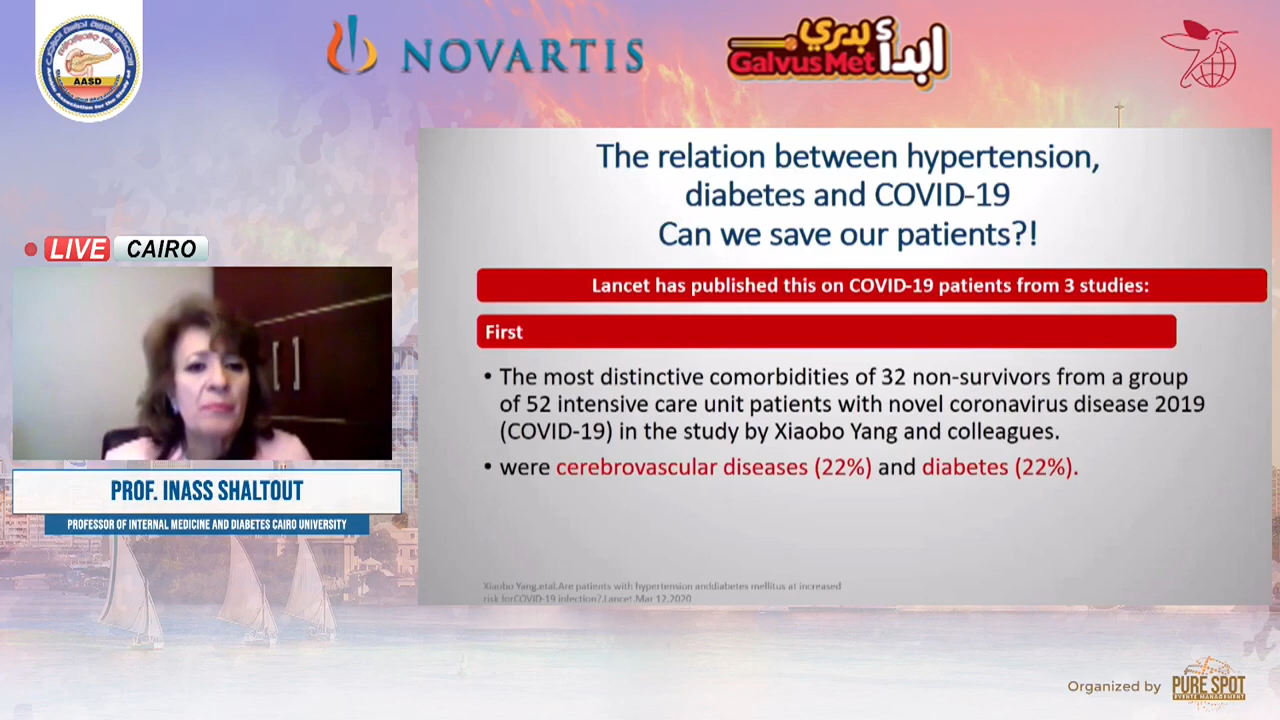 AASD
NOVARTIS
ابدأ بدري
GalvusMet
The relation between hypertension,
diabetes and COVID-19
Can we save our patients?!
LIVE CAIRO
Lancet has published this on COVID-19 patients from 3 studies:
First
• The most distinctive comorbidities of 32 non-survivors from a group
of 52 intensive care unit patients with novel coronavirus disease 2019
(COVID-19) in the study by Xiaobo Yang and colleagues.
• were cerebrovascular diseases (22%) and diabetes (22%).
PROF. INASS SHALTOUT
PROFESSOR OF INTERNAL MEDICINE AND DIABETES CAIRO UNIVERSITY
Xiaobo Yang.etal.Are patients with hypertension anddiabetes mellitus at increased
risk forCOVID-19 infection?.Lancet.Mar 12.2020
Organized by PURE SPOT
EVENTS MANAGEMENT